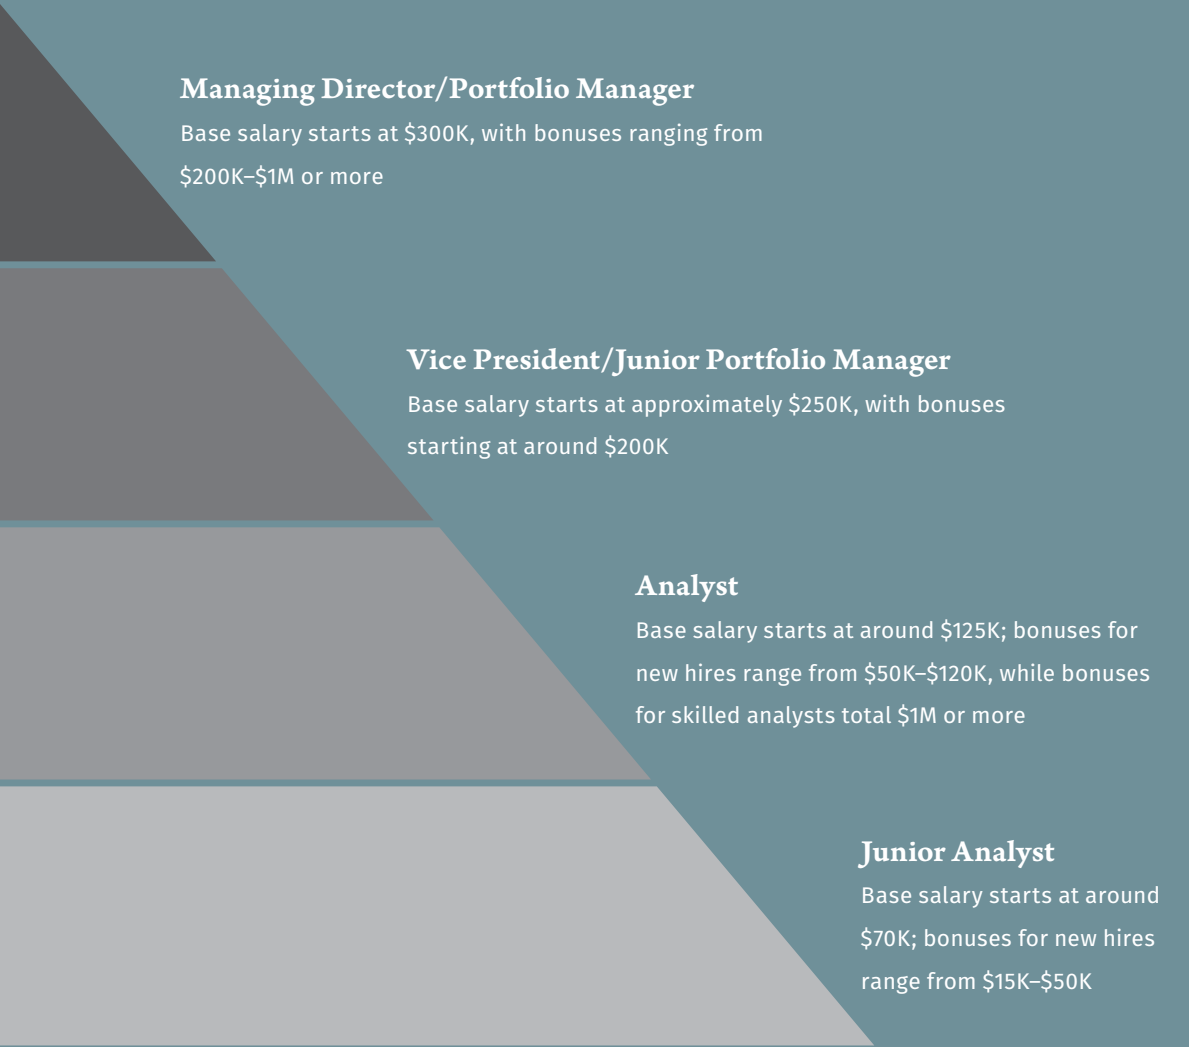 Managing Director/Portfolio Manager
Base salary starts at $300K, with bonuses ranging from
$200K–$1M or more
Vice President/Junior Portfolio Manager
Base salary starts at approximately $250K, with bonuses
starting at around $200K
Analyst
Base salary starts at around $125K; bonuses for
new hires range from $50K–$120K, while bonuses
for skilled analysts total $1M or more
Junior Analyst
Base salary starts at around
$70K; bonuses for new hires
range from $15K–$50K